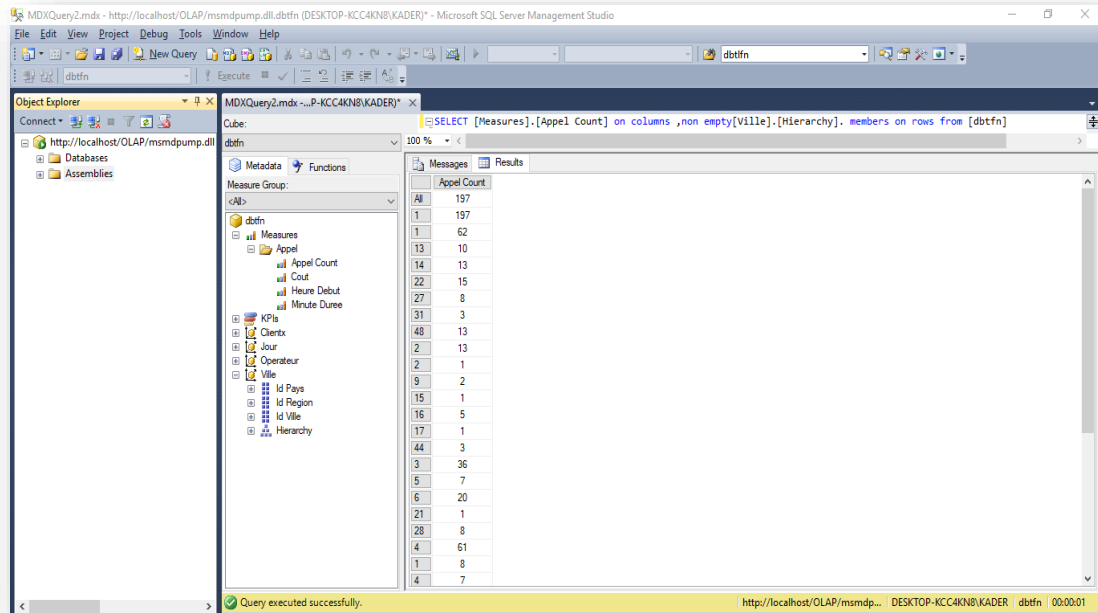 MDXQuery2.mdx - http://localhost/OLAP/msmdpump.dll.dbtfn (DESKTOP-KCC4KN8\KADER)* - Microsoft SQL Server Management Studio
File Edit View Project Debug Tools Window Help
New Query dbtfn
dbtfn Execute
Object Explorer
Connect
http://localhost/OLAP/msmdpump.dll
Databases
Assemblies
MDXQuery2.mdx -...P-KCC4KN8\KADER)*
Cube:
dbtfn
Metadata Functions
Measure Group:
<All>
dbtfn
Measures
Appel
Appel Count
Cout
Heure Debut
Minute Duree
KPIs
Clientx
Jour
Operateur
Ville
Id Pays
Id Region
Id Ville
Hierarchy
SELECT [Measures].[Appel Count] on columns ,non empty[Ville].[Hierarchy]. members on rows from [dbtfn]
100 %
Messages Results
Appel Count
All 197
1 197
1 62
13 10
14 13
22 15
27 8
31 3
48 13
2 13
2 1
9 2
15 1
16 5
17 1
44 3
3 36
5 7
6 20
21 1
28 8
4 61
1 8
4 7
Query executed successfully.
http://localhost/OLAP/msmdp... DESKTOP-KCC4KN8\KADER dbtfn 00:00:01